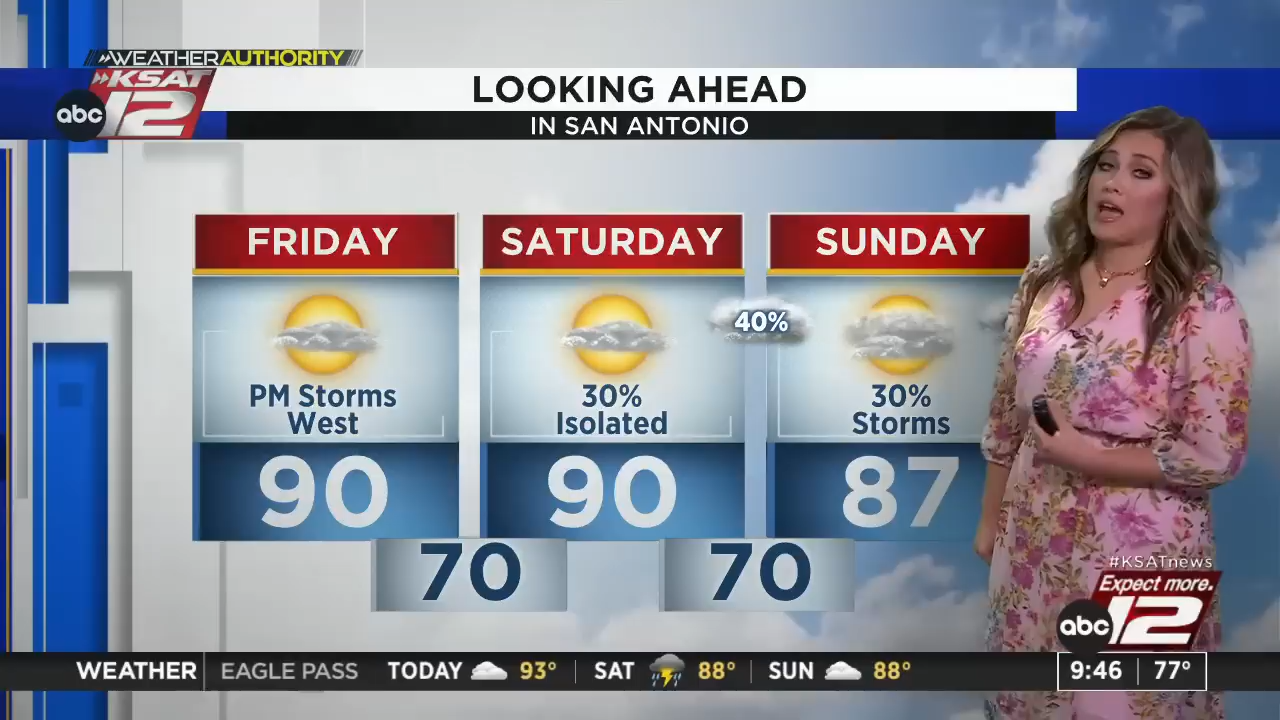 WEATHERAUTHORITY
KSAT
abc 12
LOOKING AHEAD
IN SAN ANTONIO
FRIDAY
PM Storms
West
90
70
SATURDAY
30%
Isolated
90
70
40%
SUNDAY
30%
Storms
87
#KSATnews
Expect more.
abc 12
WEATHER EAGLE PASS TODAY 93° SAT 88° SUN 88° 9:46 77°